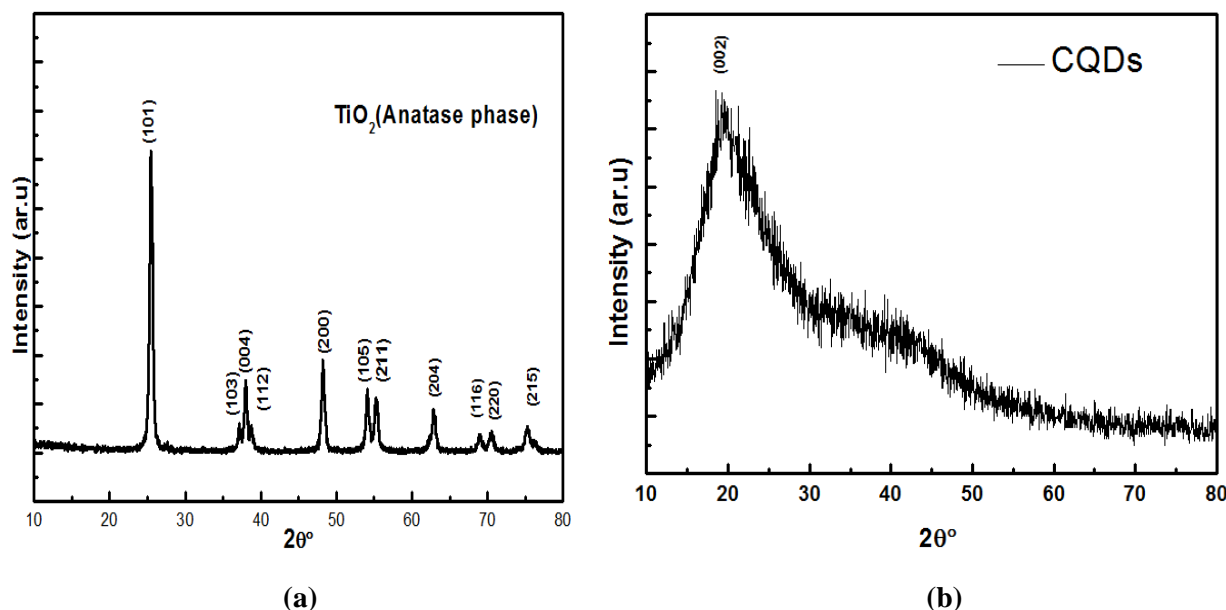 TiO₂(Anatase phase)
(101)
(103)
(004)
(112)
(200)
(105)
(211)
(204)
(116)
(220)
(215)
Intensity (ar.u)
10 20 30 40 50 60 70 80
2θº
(a)
CQDs
(002)
Intensity (ar.u)
10 20 30 40 50 60 70 80
2θº
(b)